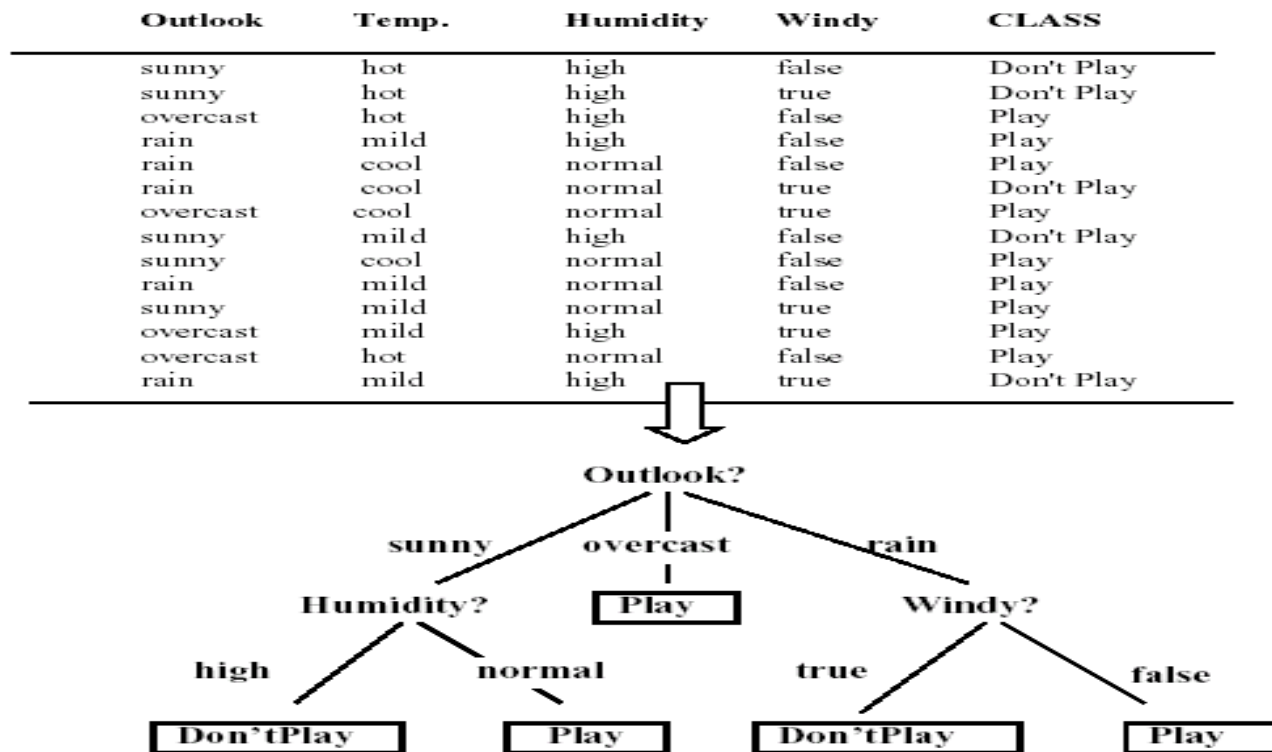 Outlook Temp. Humidity Windy CLASS
sunny hot high false Don't Play
sunny hot high true Don't Play
overcast hot high false Play
rain mild high false Play
rain cool normal false Play
rain cool normal true Don't Play
overcast cool normal true Play
sunny mild high false Don't Play
sunny cool normal false Play
rain mild normal false Play
sunny mild normal true Play
overcast mild high true Play
overcast hot normal false Play
rain mild high true Don't Play
Outlook?
sunny overcast rain
Humidity? Play Windy?
high normal true false
Don'tPlay Play Don'tPlay Play